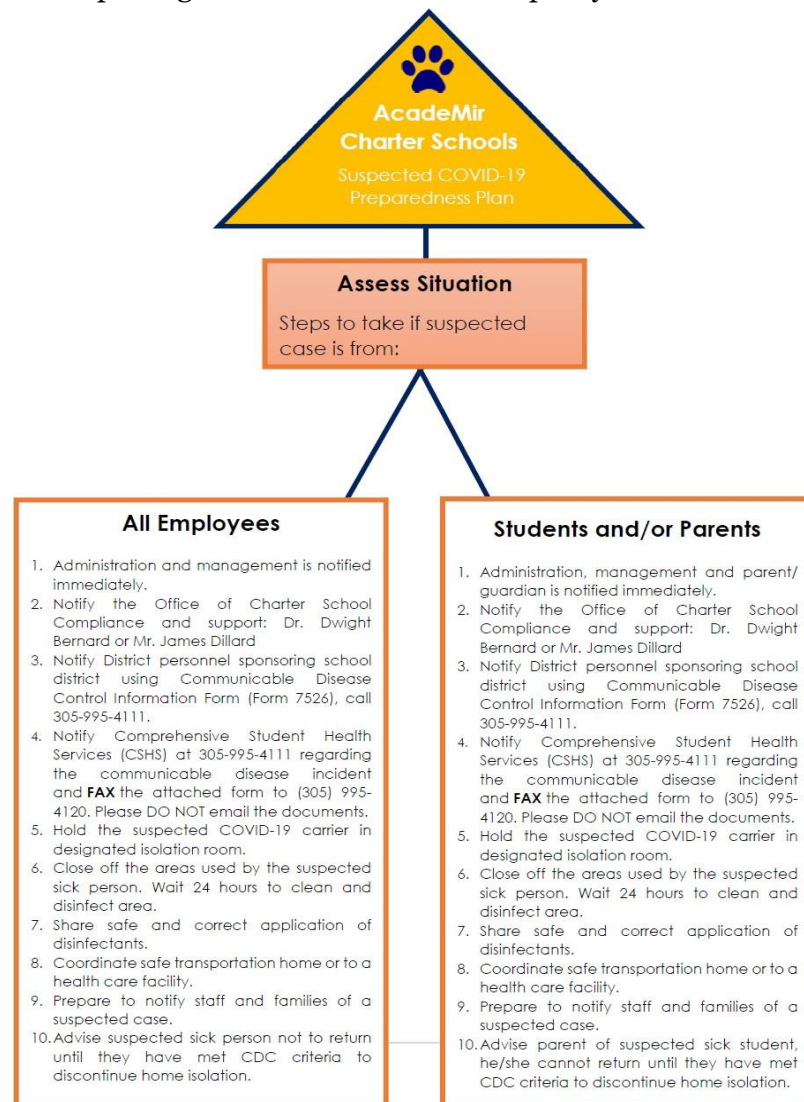 AcadeMir
Charter Schools
Suspected COVID-19
Preparedness Plan
Assess Situation
Steps to take if suspected
case is from:
All Employees
1. Administration and management is notified
immediately.
2. Notify the Office of Charter School
Compliance and support: Dr. Dwight
Bernard or Mr. James Dillard
3. Notify District personnel sponsoring school
district using Communicable Disease
Control Information Form (Form 7526), call
305-995-4111.
4. Notify Comprehensive Student Health
Services (CSHS) at 305-995-4111 regarding
the communicable disease incident
and FAX the attached form to (305) 995-
4120. Please DO NOT email the documents.
5. Hold the suspected COVID-19 carrier in
designated isolation room.
6. Close off the areas used by the suspected
sick person. Wait 24 hours to clean and
disinfect area.
7. Share safe and correct application of
disinfectants.
8. Coordinate safe transportation home or to a
health care facility.
9. Prepare to notify staff and families of a
suspected case.
10. Advise suspected sick person not to return
until they have met CDC criteria to
discontinue home isolation.
Students and/or Parents
1. Administration, management and parent/
guardian is notified immediately.
2. Notify the Office of Charter School
Compliance and support: Dr. Dwight
Bernard or Mr. James Dillard
3. Notify District personnel sponsoring school
district using Communicable Disease
Control Information Form (Form 7526), call
305-995-4111.
4. Notify Comprehensive Student Health
Services (CSHS) at 305-995-4111 regarding
the communicable disease incident
and FAX the attached form to (305) 995-
4120. Please DO NOT email the documents.
5. Hold the suspected COVID-19 carrier in
designated isolation room.
6. Close off the areas used by the suspected
sick person. Wait 24 hours to clean and
disinfect area.
7. Share safe and correct application of
disinfectants.
8. Coordinate safe transportation home or to a
health care facility.
9. Prepare to notify staff and families of a
suspected case.
10. Advise parent of suspected sick student,
he/she cannot return until they have met
CDC criteria to discontinue home isolation.